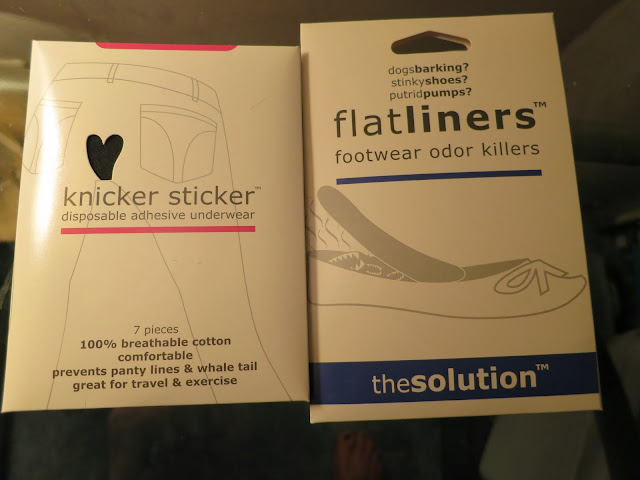 knicker sticker™
disposable adhesive underwear
7 pieces
100% breathable cotton
comfortable
prevents panty lines & whale tail
great for travel & exercise
dogsbarking?
stinkyshoes?
putridpumps?
flatliners™
footwear odor killers
thesolution™